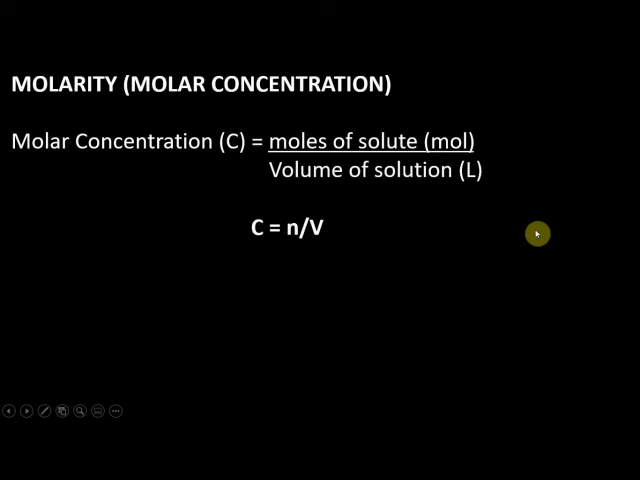 MOLARITY (MOLAR CONCENTRATION)
Molar Concentration (C) = moles of solute (mol)
Volume of solution (L)
C = n/V